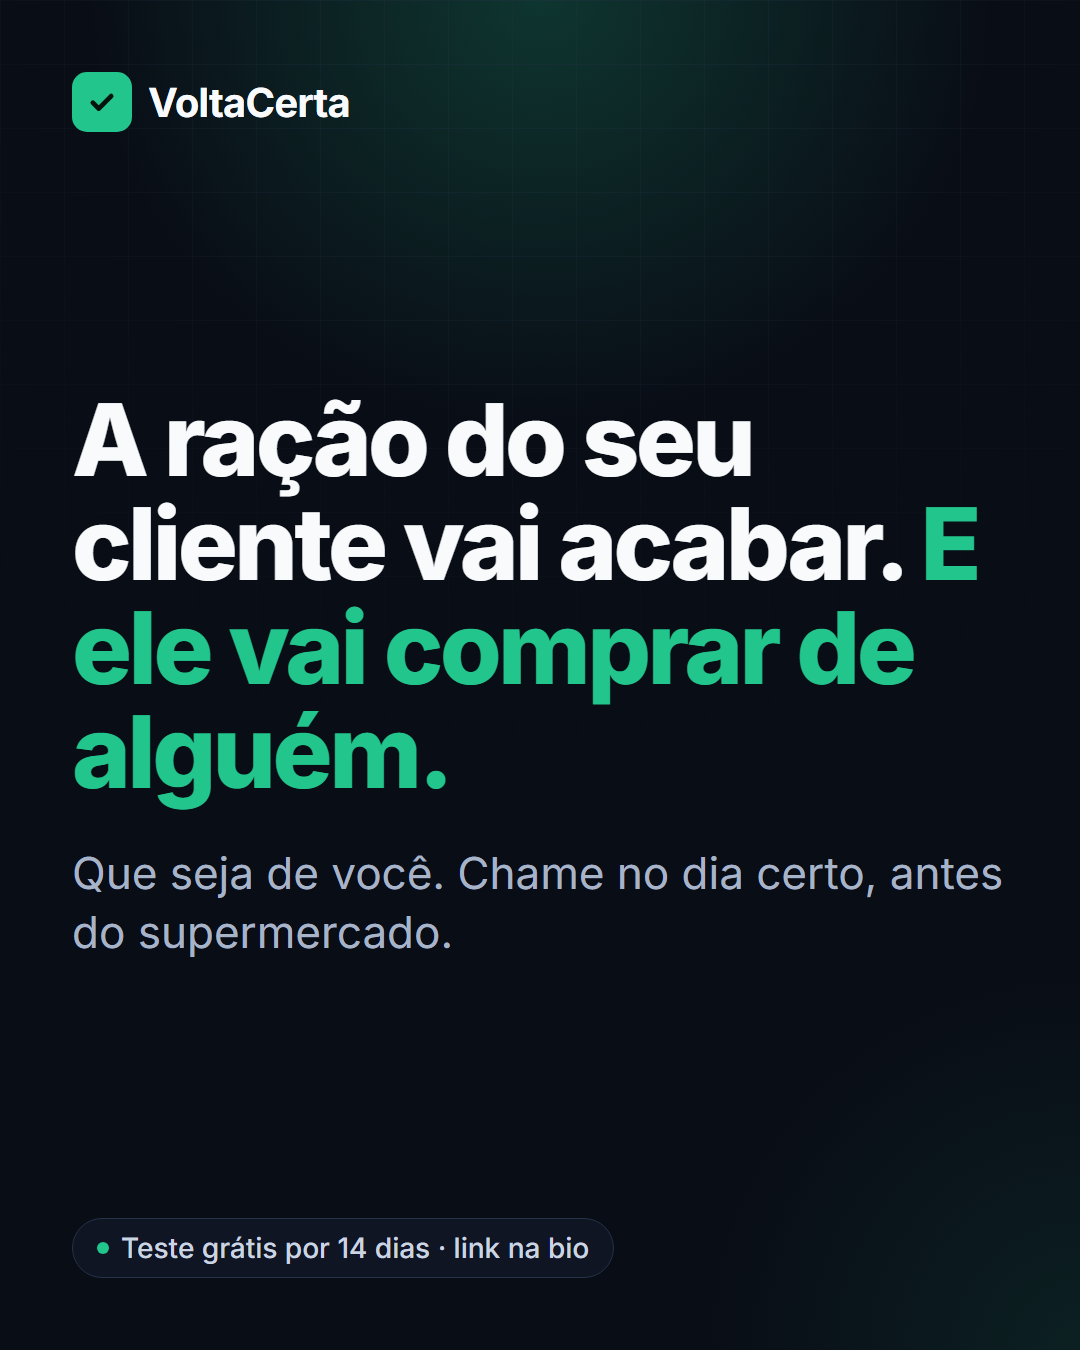 VoltaCerta
A ração do seu
cliente vai acabar. E
ele vai comprar de
alguém.
Que seja de você. Chame no dia certo, antes
do supermercado.
Teste grátis por 14 dias · link na bio